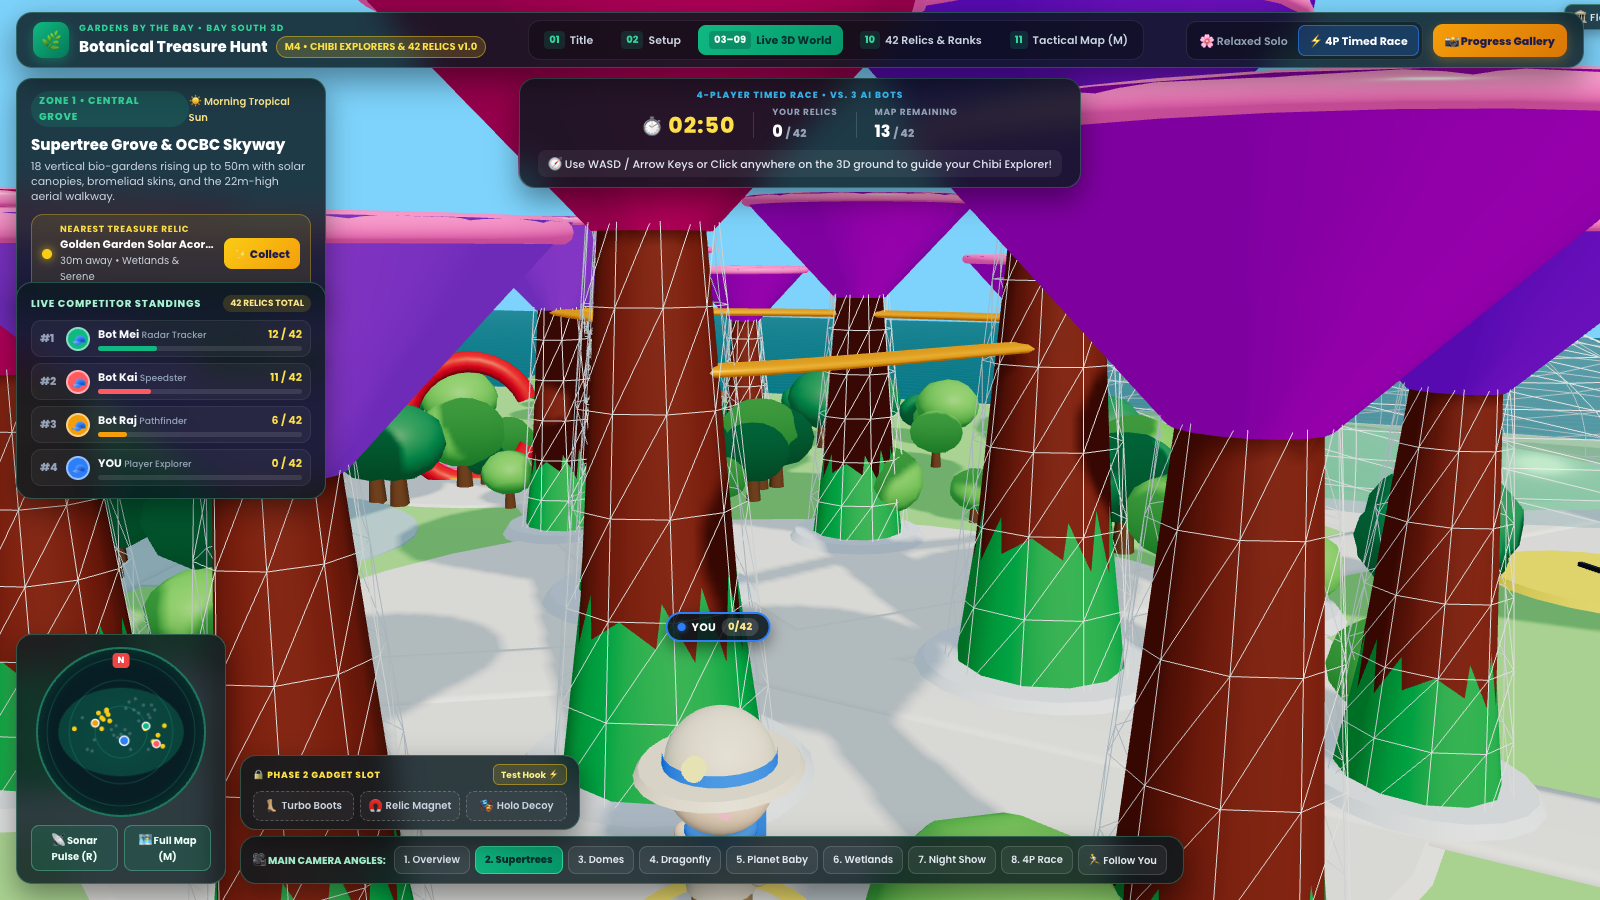 GARDENS BY THE BAY • BAY SOUTH 3D
Botanical Treasure Hunt
M4 • CHIBI EXPLORERS & 42 RELICS v1.0
01 Title
02 Setup
03–09 Live 3D World
10 42 Relics & Ranks
11 Tactical Map (M)
Relaxed Solo
4P Timed Race
Progress Gallery
ZONE 1 • CENTRAL
GROVE
Morning Tropical
Sun
Supertree Grove & OCBC Skyway
18 vertical bio-gardens rising up to 50m with solar
canopies, bromeliad skins, and the 22m-high
aerial walkway.
NEAREST TREASURE RELIC
Golden Garden Solar Acor...
30m away • Wetlands &
Serene
Collect
4-PLAYER TIMED RACE • VS. 3 AI BOTS
02:50
YOUR RELICS
0 / 42
MAP REMAINING
13 / 42
Use WASD / Arrow Keys or Click anywhere on the 3D ground to guide your Chibi Explorer!
LIVE COMPETITOR STANDINGS
42 RELICS TOTAL
#1 Bot Mei Radar Tracker 12 / 42
#2 Bot Kai Speedster 11 / 42
#3 Bot Raj Pathfinder 6 / 42
#4 YOU Player Explorer 0 / 42
YOU 0/42
N
Sonar
Pulse (R)
Full Map
(M)
PHASE 2 GADGET SLOT
Test Hook
Turbo Boots
Relic Magnet
Holo Decoy
MAIN CAMERA ANGLES:
1. Overview
2. Supertrees
3. Domes
4. Dragonfly
5. Planet Baby
6. Wetlands
7. Night Show
8. 4P Race
Follow You